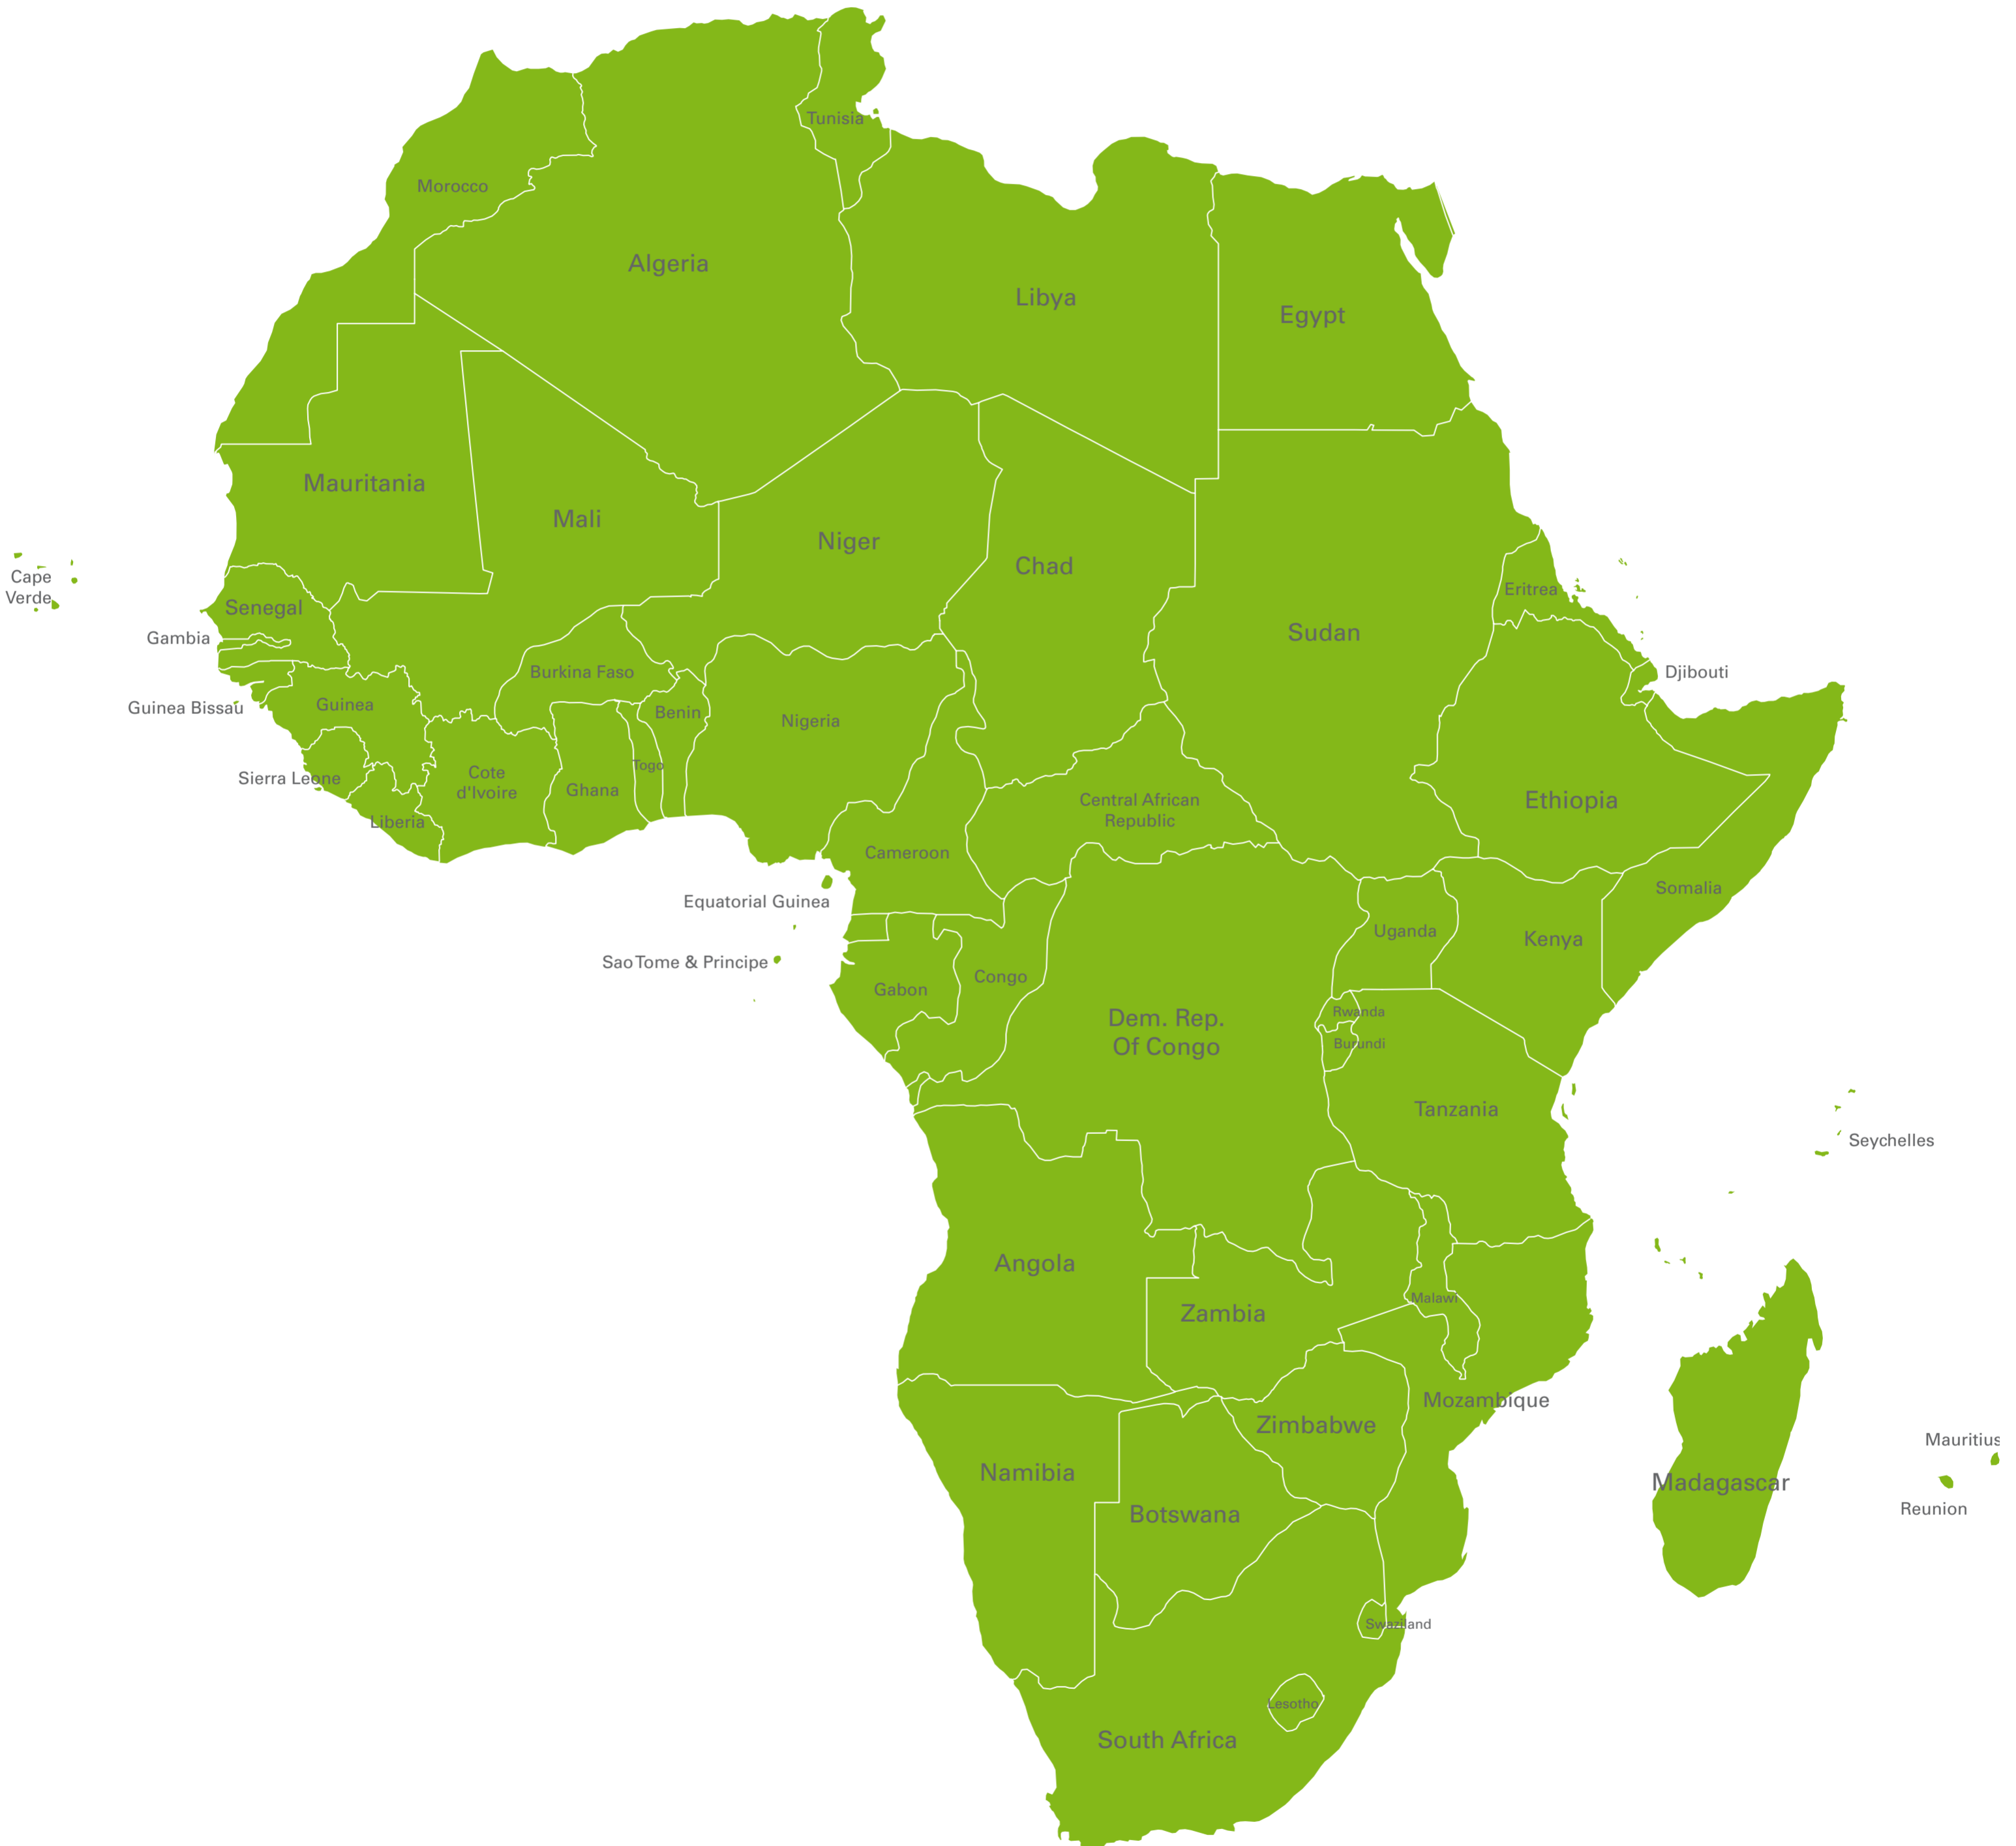 Tunisia
Morocco
Algeria
Libya
Egypt
Mauritania
Mali
Niger
Chad
Cape
Verde
Senegal
Eritrea
Gambia
Sudan
Burkina Faso
Djibouti
Guinea Bissau
Guinea
Benin
Nigeria
Togo
Sierra Leone
Cote
d'Ivoire
Ghana
Central African
Republic
Ethiopia
Liberia
Cameroon
Somalia
Equatorial Guinea
Uganda
Kenya
Sao Tome & Principe
Gabon
Congo
Rwanda
Dem. Rep.
Of Congo
Burundi
Tanzania
Seychelles
Angola
Malawi
Zambia
Mozambique
Zimbabwe
Mauritius
Namibia
Madagascar
Botswana
Reunion
Swaziland
Lesotho
South Africa